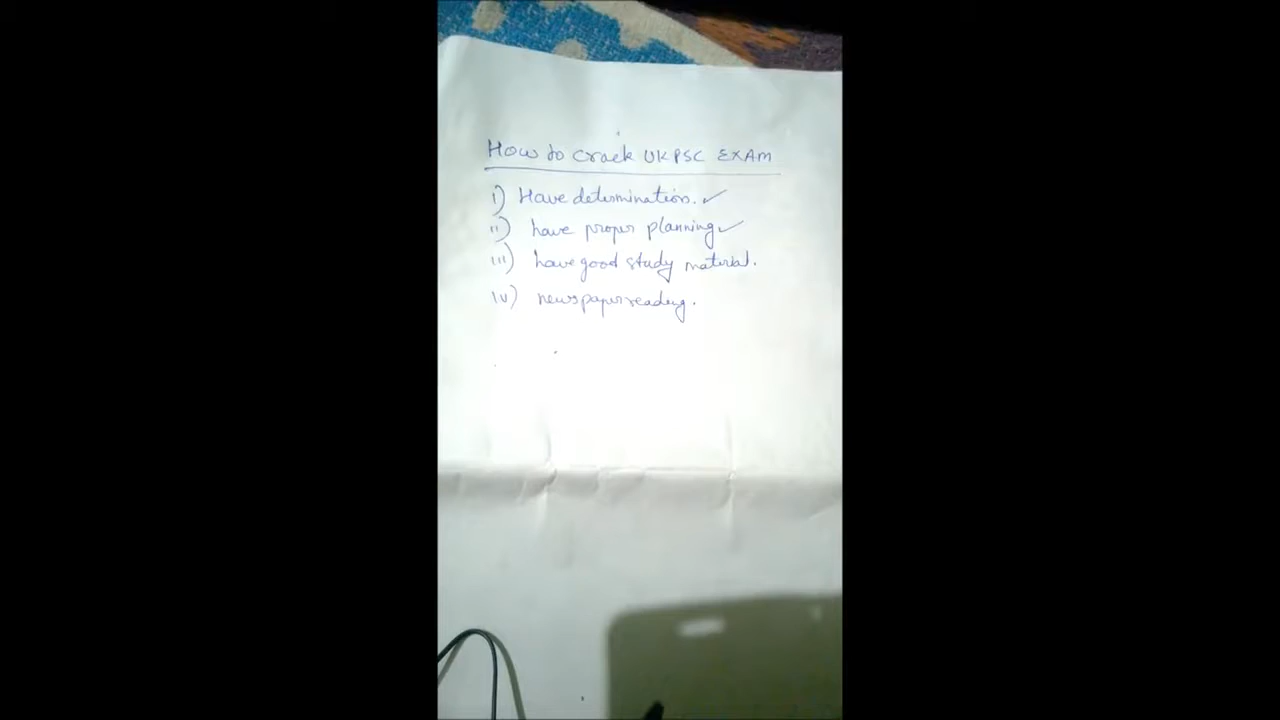 How to crack UKPSC EXAM
i) Have determination. ✓
ii) have proper planning ✓
iii) have good study material.
iv) newspaper reading.